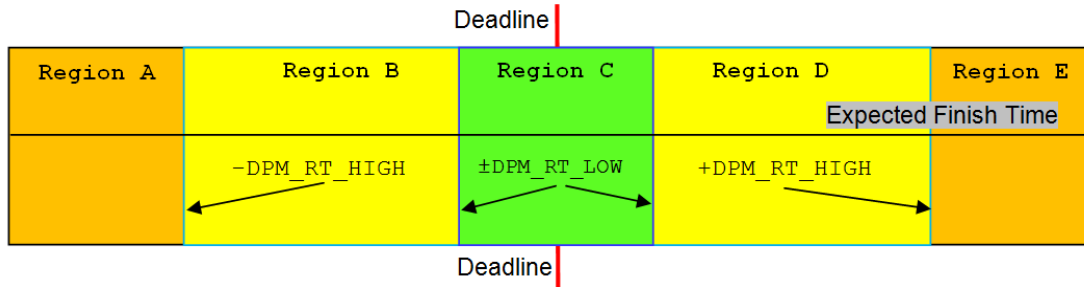 Deadline
Region A Region B Region C Region D Region E
Expected Finish Time
-DPM_RT_HIGH ±DPM_RT_LOW +DPM_RT_HIGH
Deadline